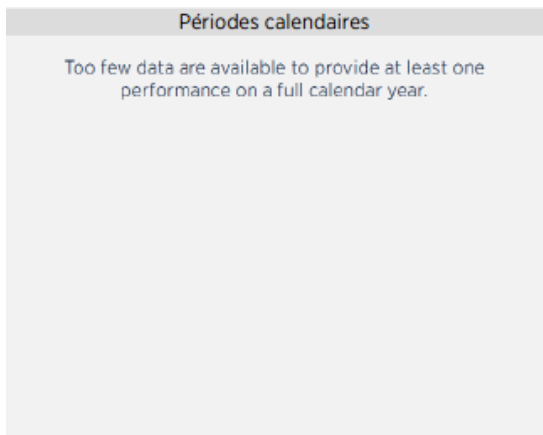 Périodes calendaires
Too few data are available to provide at least one
performance on a full calendar year.